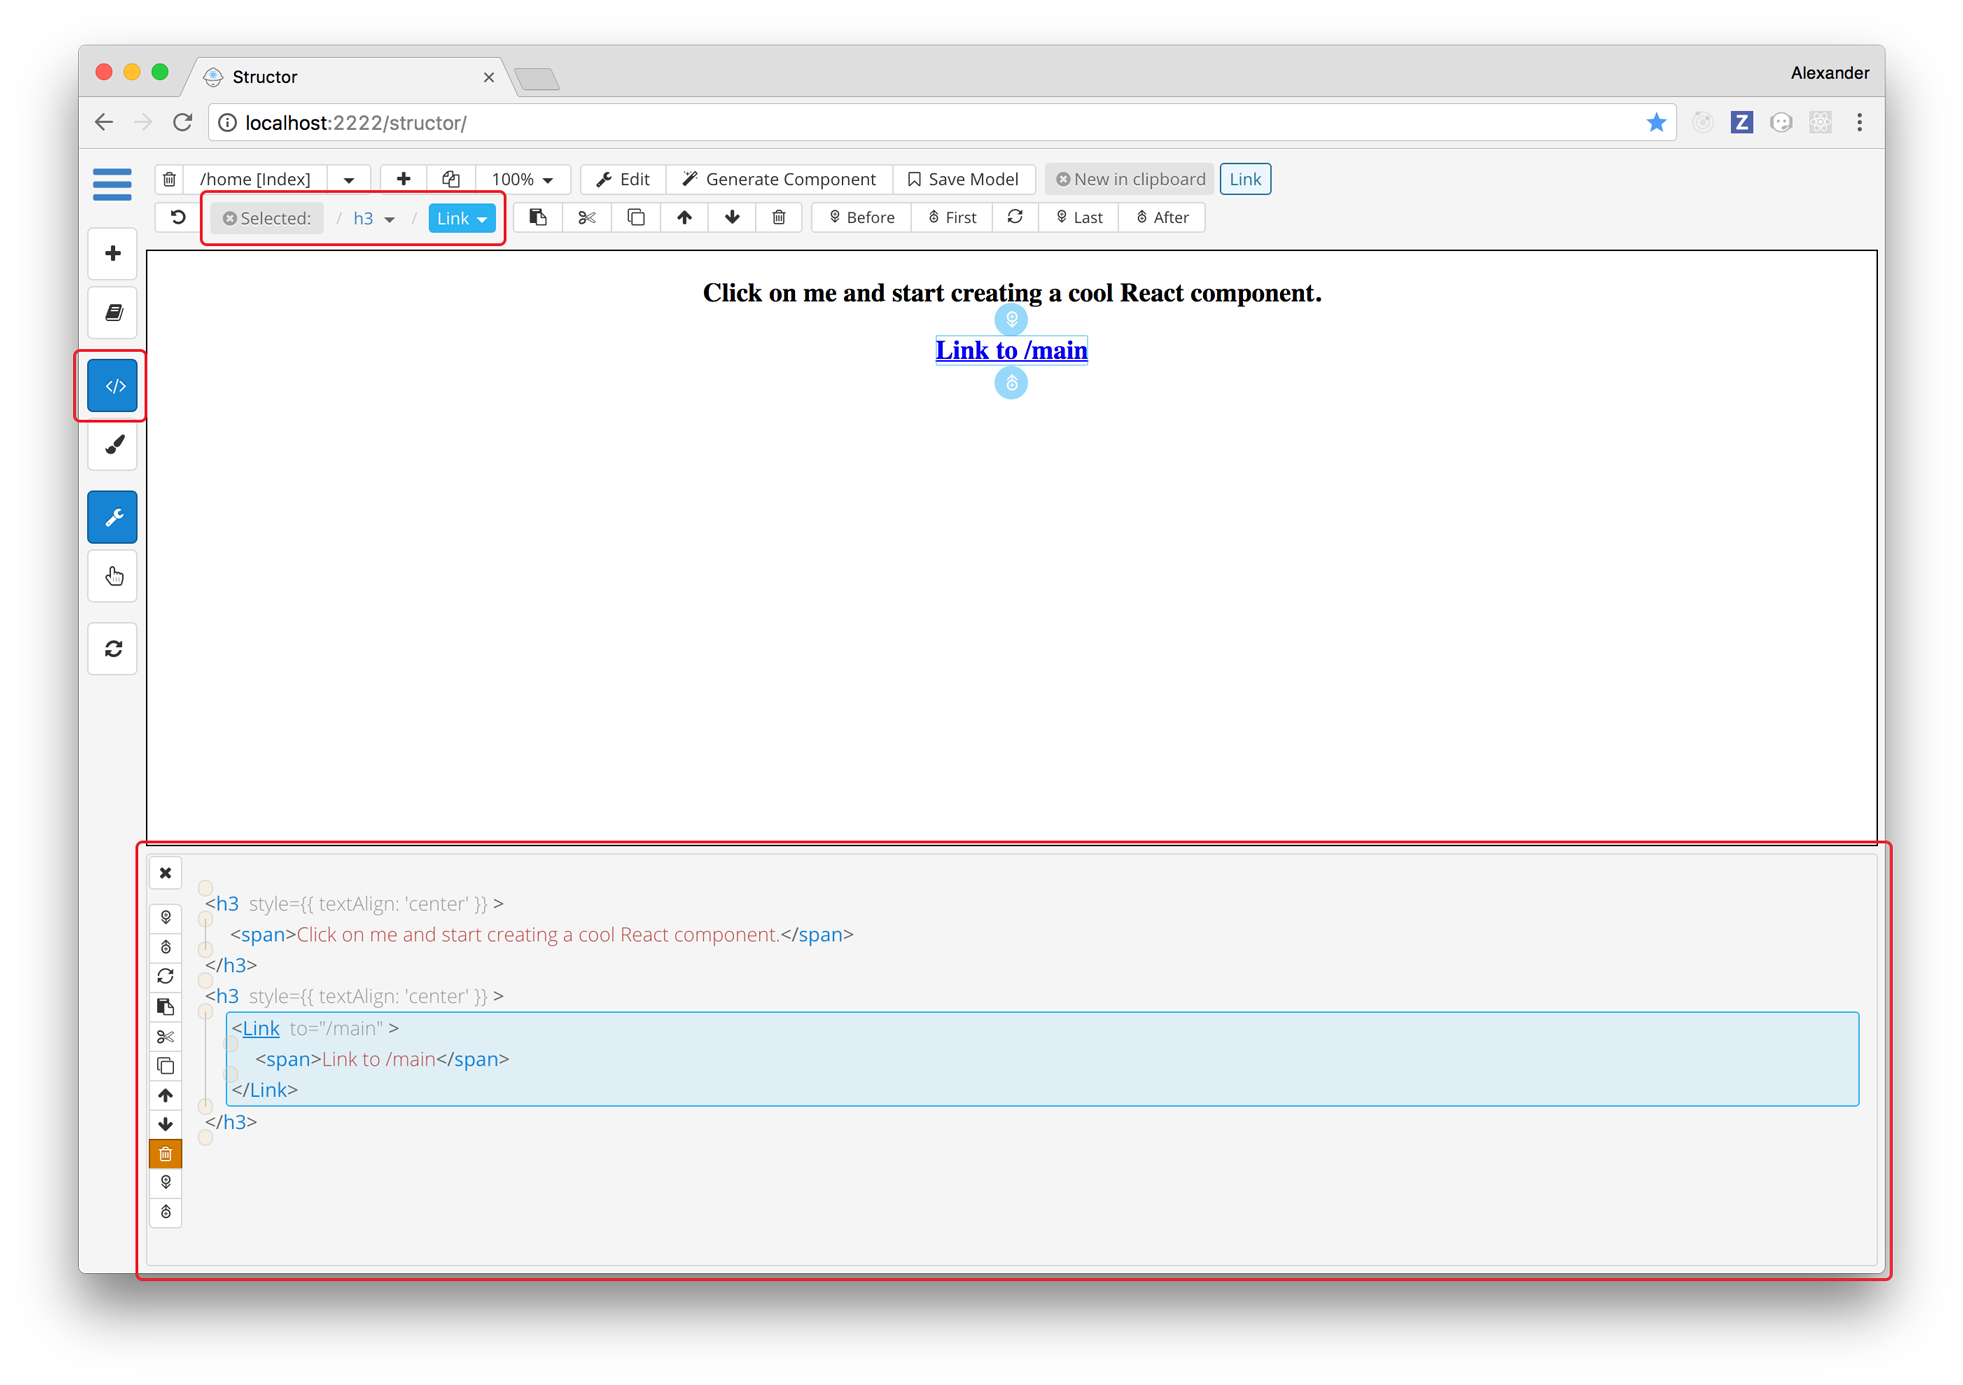 Structor
Alexander
localhost:2222/structor/
/home [Index] 100% Edit Generate Component Save Model New in clipboard Link
Selected: / h3 / Link Before First Last After
Click on me and start creating a cool React component.
Link to /main
</>
<h3 style={{ textAlign: 'center' }} >
<span>Click on me and start creating a cool React component.</span>
</h3>
<h3 style={{ textAlign: 'center' }} >
<Link to="/main" >
<span>Link to /main</span>
</Link>
</h3>